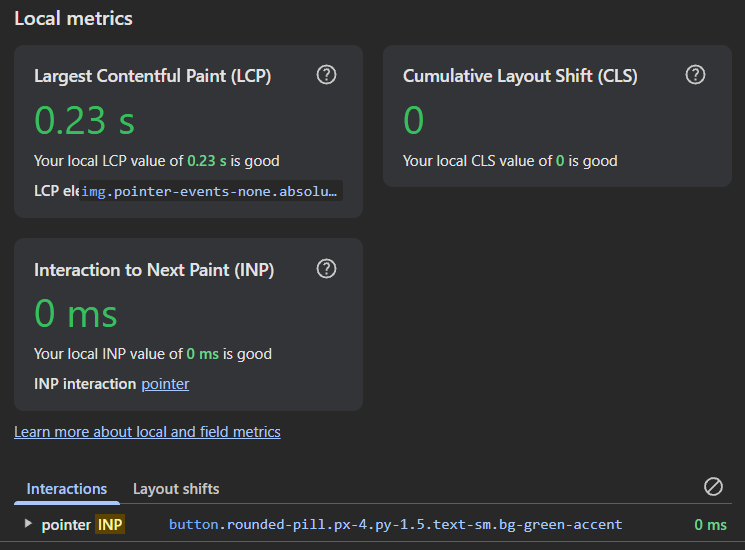 Local metrics
Largest Contentful Paint (LCP)
0.23 s
Your local LCP value of 0.23 s is good
LCP ele img.pointer-events-none.absolu…
Cumulative Layout Shift (CLS)
0
Your local CLS value of 0 is good
Interaction to Next Paint (INP)
0 ms
Your local INP value of 0 ms is good
INP interaction pointer
Learn more about local and field metrics
Interactions Layout shifts
pointer INP button.rounded-pill.px-4.py-1.5.text-sm.bg-green-accent 0 ms